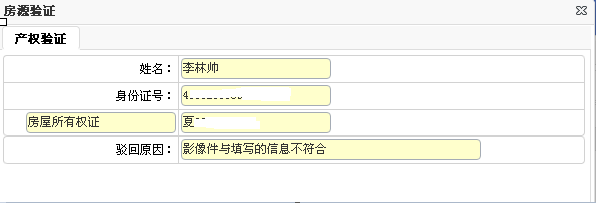 房源验证
产权验证
姓名： 李林帅
身份证号： 4
房屋所有权证 夏
驳回原因： 影像件与填写的信息不符合